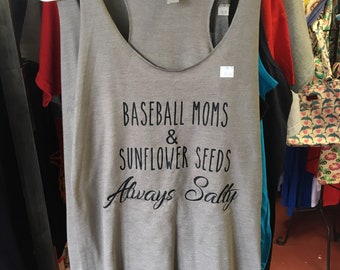 BASEBALL MOMS
&
SUNFLOWER SEEDS
Always Salty